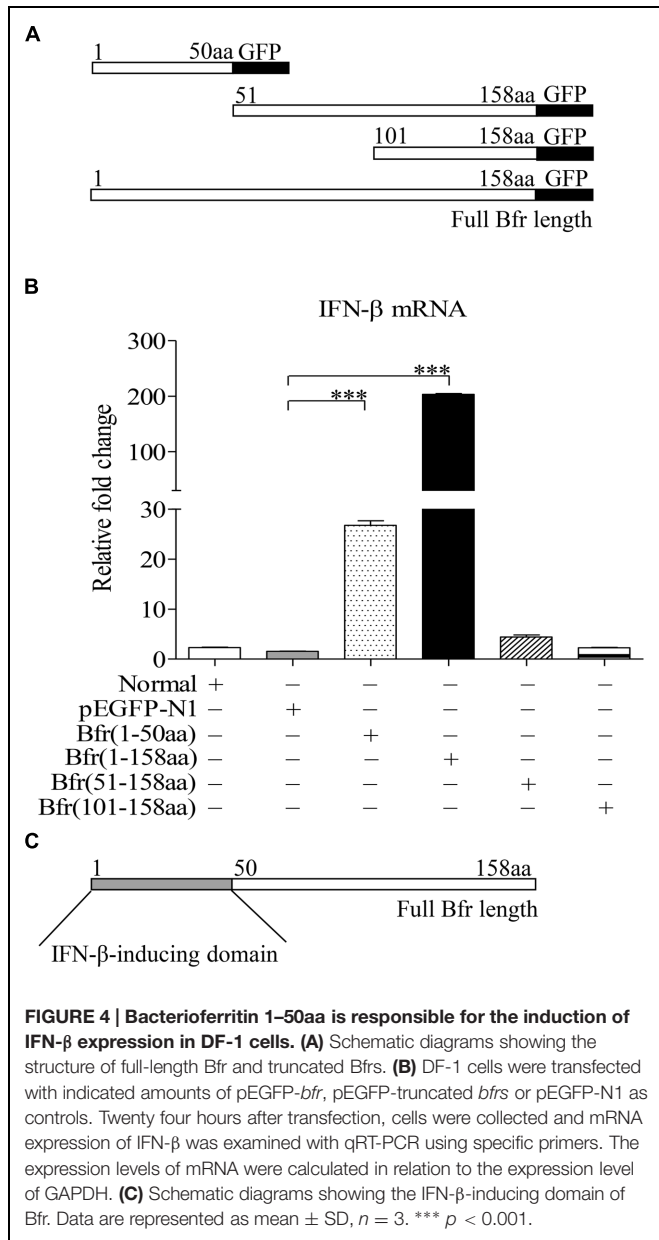 A
1 50aa GFP
51 158aa GFP
101 158aa GFP
1 158aa GFP
Full Bfr length
B
IFN-β mRNA
Relative fold change
300
200
100
30
20
10
0
***
***
Normal + – – – – –
pEGFP-N1 – + – – – –
Bfr(1-50aa) – – + – – –
Bfr(1-158aa) – – – + – –
Bfr(51-158aa) – – – – + –
Bfr(101-158aa) – – – – – +
C
1 50 158aa
Full Bfr length
IFN-β-inducing domain
FIGURE 4 | Bacterioferritin 1–50aa is responsible for the induction of
IFN-β expression in DF-1 cells. (A) Schematic diagrams showing the
structure of full-length Bfr and truncated Bfrs. (B) DF-1 cells were transfected
with indicated amounts of pEGFP-bfr, pEGFP-truncated bfrs or pEGFP-N1 as
controls. Twenty four hours after transfection, cells were collected and mRNA
expression of IFN-β was examined with qRT-PCR using specific primers. The
expression levels of mRNA were calculated in relation to the expression level
of GAPDH. (C) Schematic diagrams showing the IFN-β-inducing domain of
Bfr. Data are represented as mean ± SD, n = 3. *** p < 0.001.